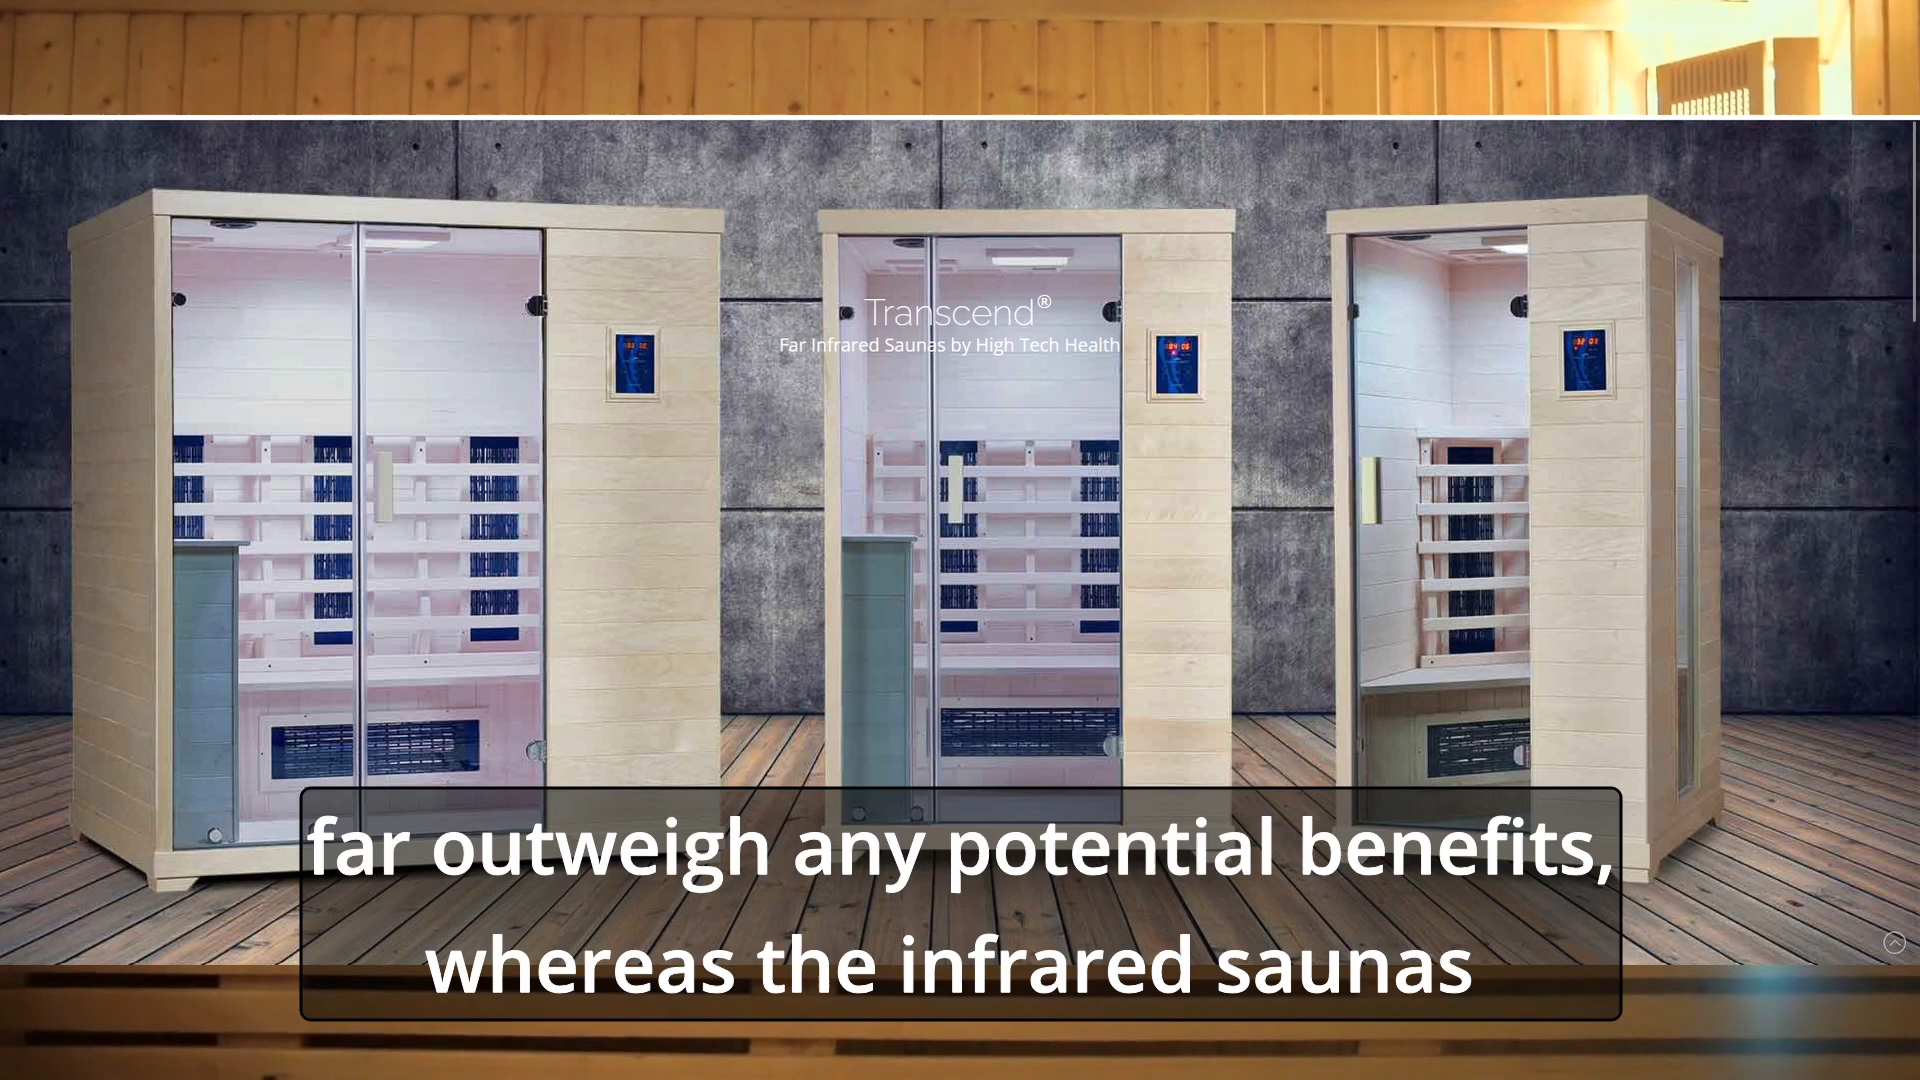 Transcend®
Far Infrared Saunas by High Tech Health
far outweigh any potential benefits,
whereas the infrared saunas